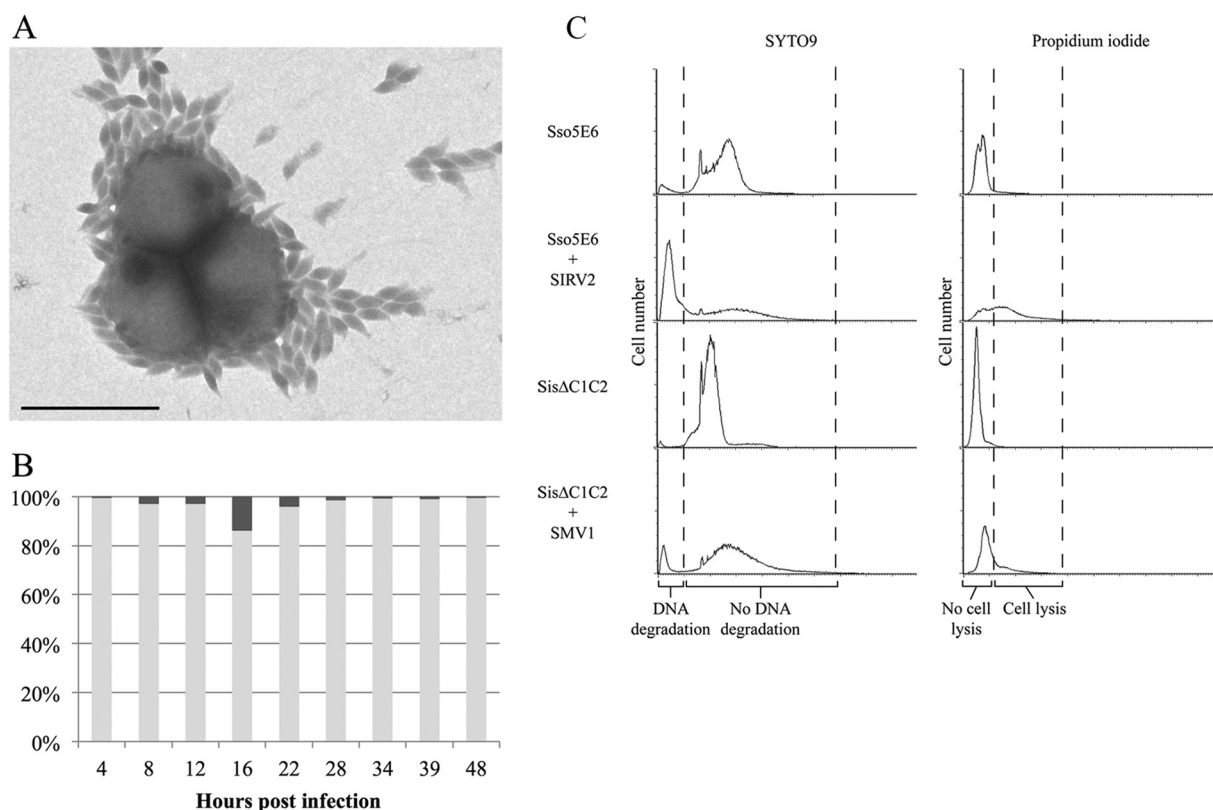 A
B
100%
80%
60%
40%
20%
0%
4 8 12 16 22 28 34 39 48
Hours post infection
C
SYTO9 Propidium iodide
Cell number Cell number
Sso5E6
Sso5E6
+
SIRV2
SisΔC1C2
SisΔC1C2
+
SMV1
DNA
degradation
No DNA
degradation
No cell
lysis
Cell lysis